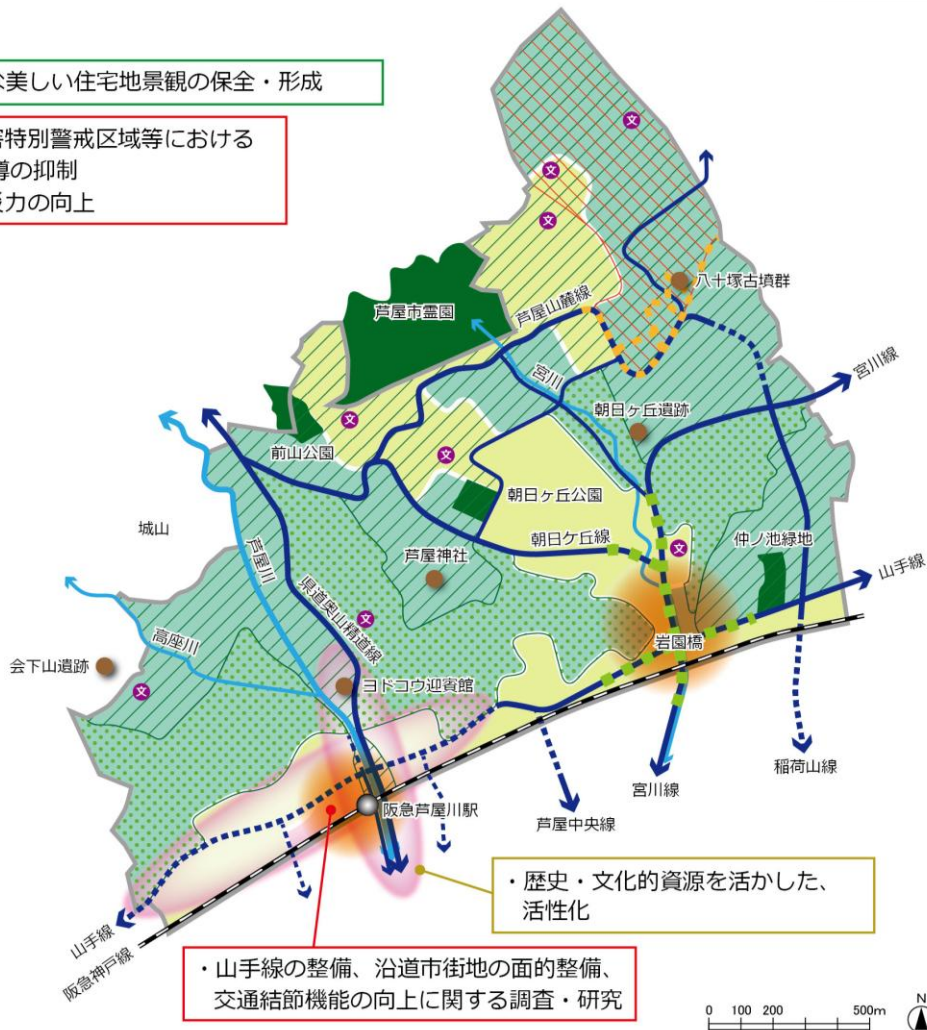 な美しい住宅地景観の保全・形成
害特別警戒区域等における
導の抑制
災力の向上
文
文
文
八十塚古墳群
芦屋市霊園
芦屋山麓線
宮川
宮川線
朝日ヶ丘遺跡
文
前山公園
文
朝日ヶ丘公園
城山
朝日ケ丘線
文
仲ノ池緑地
芦屋川
芦屋神社
山手線
県道奥山精道線
文
高座川
岩園橋
会下山遺跡
文
ヨドコウ迎賓館
稲荷山線
宮川線
阪急芦屋川駅
芦屋中央線
・歴史・文化的資源を活かした、
活性化
山手線
阪急神戸線
・山手線の整備、沿道市街地の面的整備、
交通結節機能の向上に関する調査・研究
0 100 200 500m
N